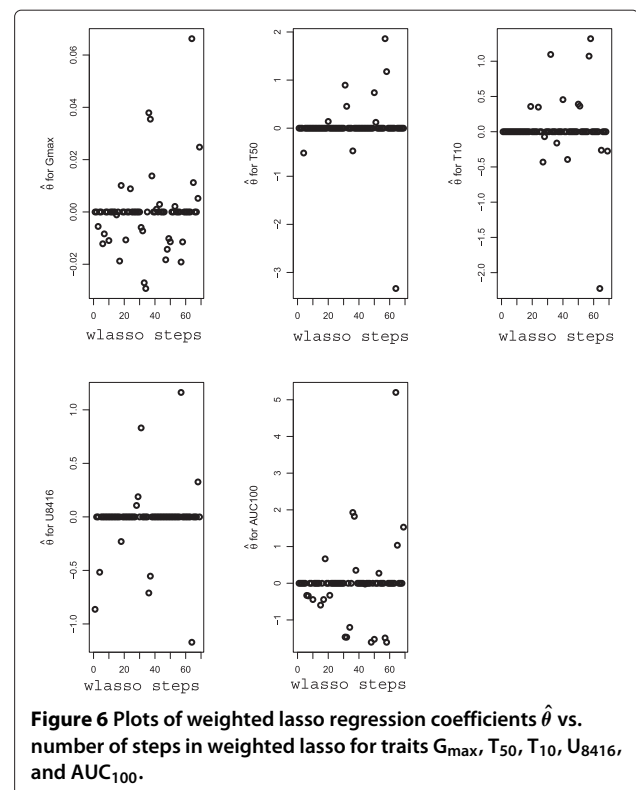 0.06
0.04
0.02
0.00
−0.02
θ̂ for Gmax
0 20 40 60
wlasso steps
2
1
0
−1
−2
−3
θ̂ for T50
0 20 40 60
wlasso steps
1.0
0.5
0.0
−0.5
−1.0
−1.5
−2.0
θ̂ for T10
0 20 40 60
wlasso steps
1.0
0.5
0.0
−0.5
−1.0
θ̂ for U8416
0 20 40 60
wlasso steps
5
4
3
2
1
0
−1
θ̂ for AUC100
0 20 40 60
wlasso steps
Figure 6 Plots of weighted lasso regression coefficients θ̂ vs.
number of steps in weighted lasso for traits Gmax, T50, T10, U8416,
and AUC100.